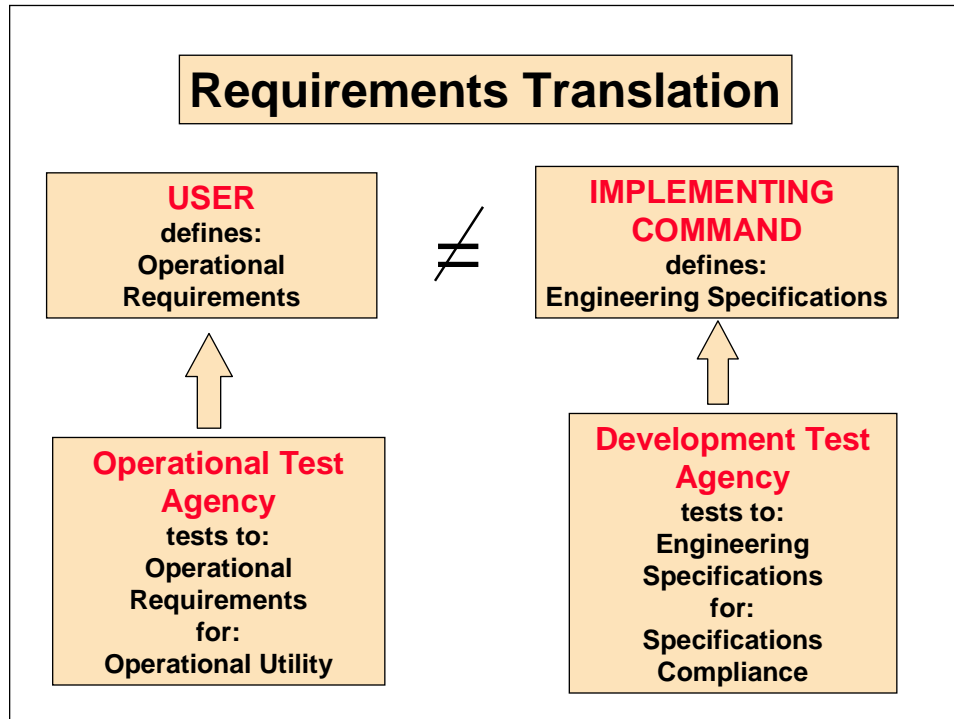 Requirements Translation
USER
defines:
Operational
Requirements
≠
IMPLEMENTING
COMMAND
defines:
Engineering Specifications
Operational Test
Agency
tests to:
Operational
Requirements
for:
Operational Utility
Development Test
Agency
tests to:
Engineering
Specifications
for:
Specifications
Compliance